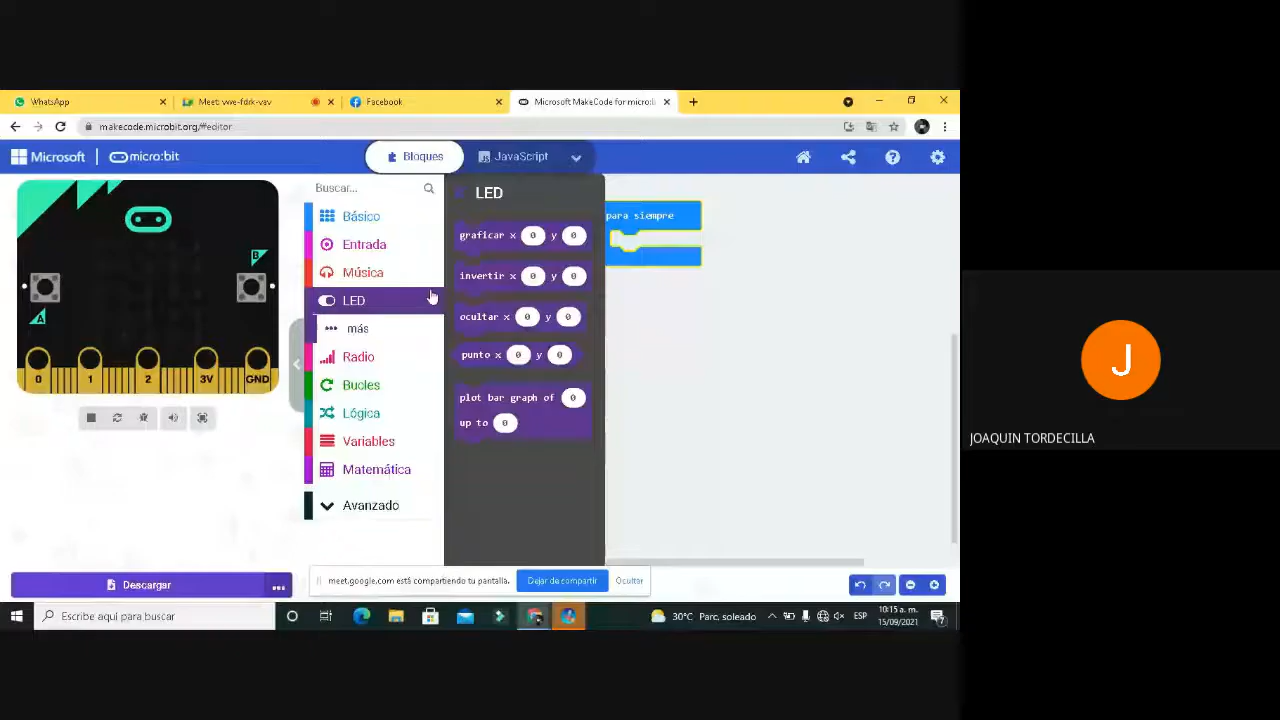 WhatsApp
Meet: vwe-fdrk-vav
Facebook
Microsoft MakeCode for micro:bi
makecode.microbit.org/#editor
Microsoft
micro:bit
Bloques
JavaScript
Buscar...
Básico
Entrada
Música
LED
más
Radio
Bucles
Lógica
Variables
Matemática
Avanzado
LED
graficar x 0 y 0
invertir x 0 y 0
ocultar x 0 y 0
punto x 0 y 0
plot bar graph of 0
up to 0
para siempre
B
A
0 1 2 3V GND
Descargar
meet.google.com está compartiendo tu pantalla.
Dejar de compartir
Ocultar
Escribe aquí para buscar
30°C Parc. soleado
ESP
10:15 a. m.
15/09/2021
J
JOAQUIN TORDECILLA